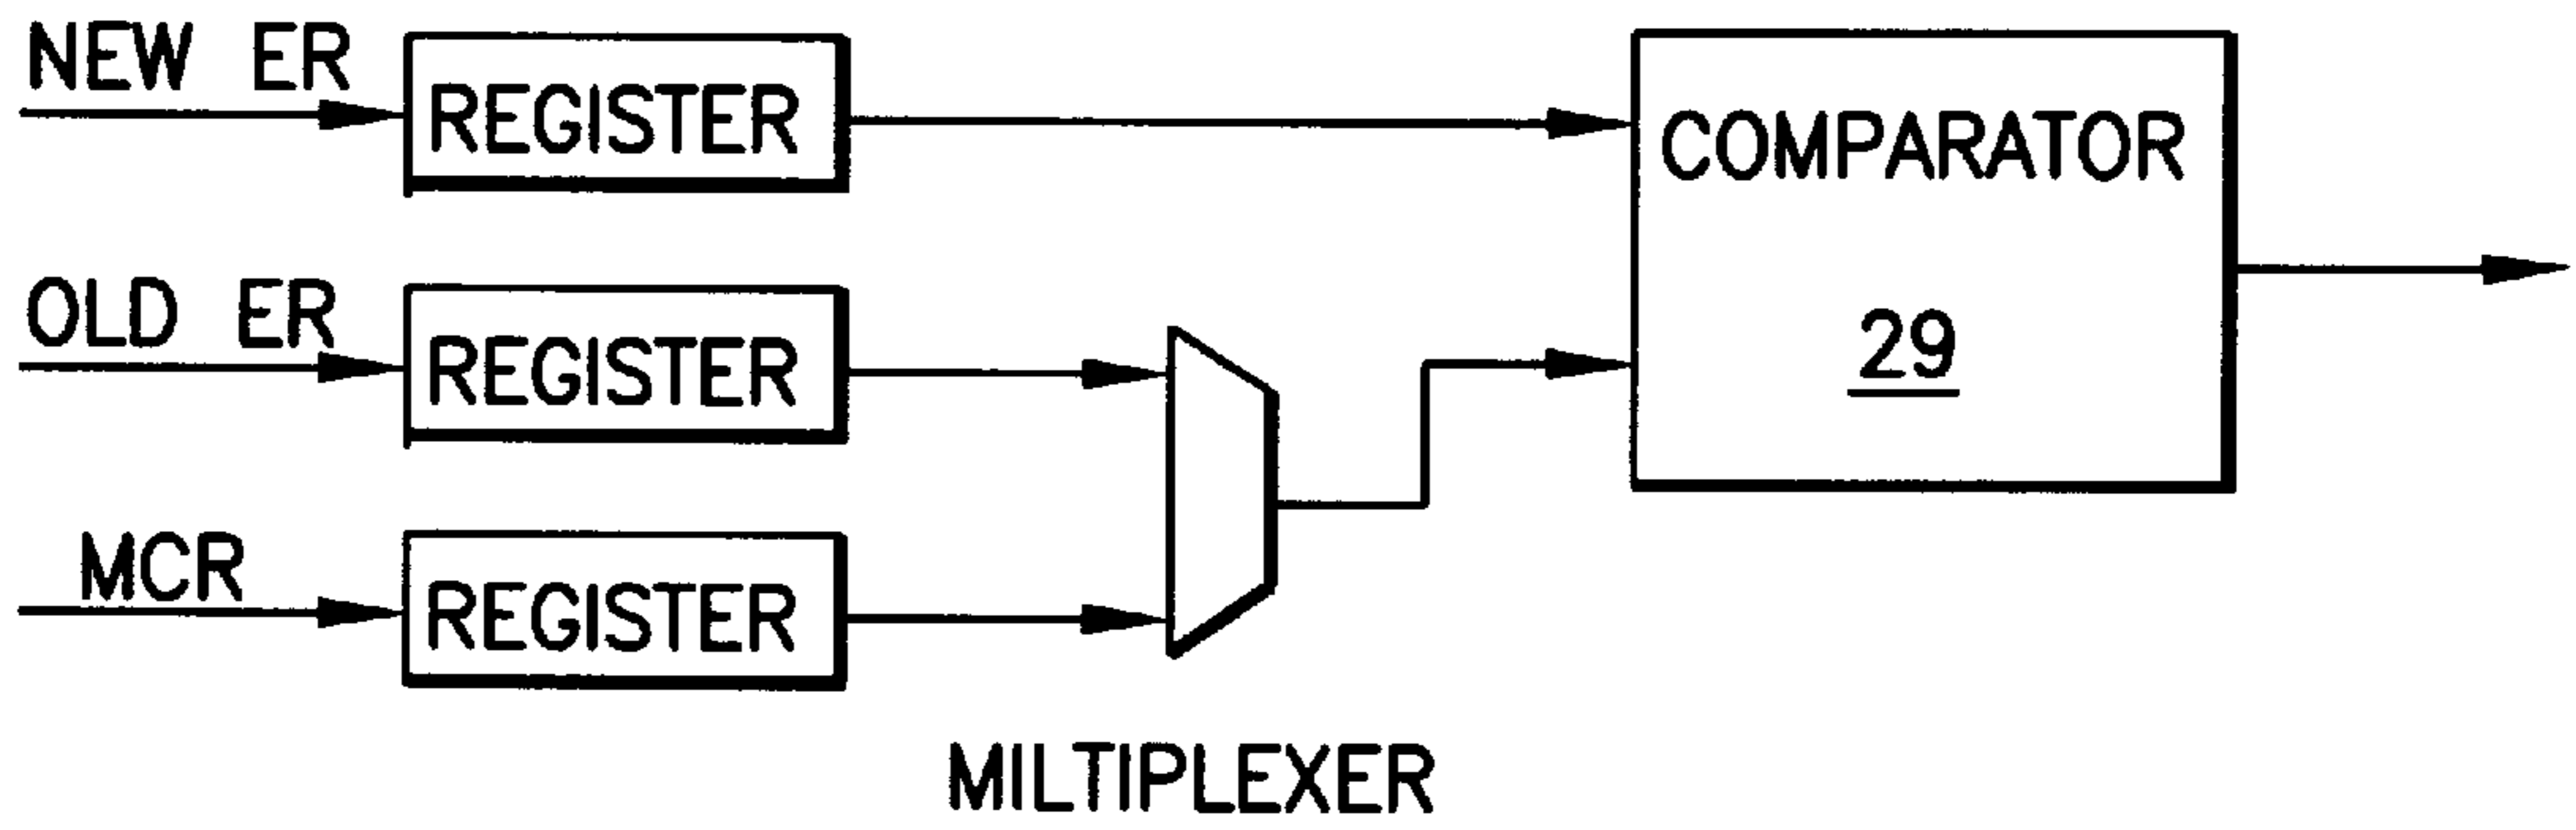 NEW ER
REGISTER
COMPARATOR
29
OLD ER
REGISTER
MCR
REGISTER
MILTIPLEXER